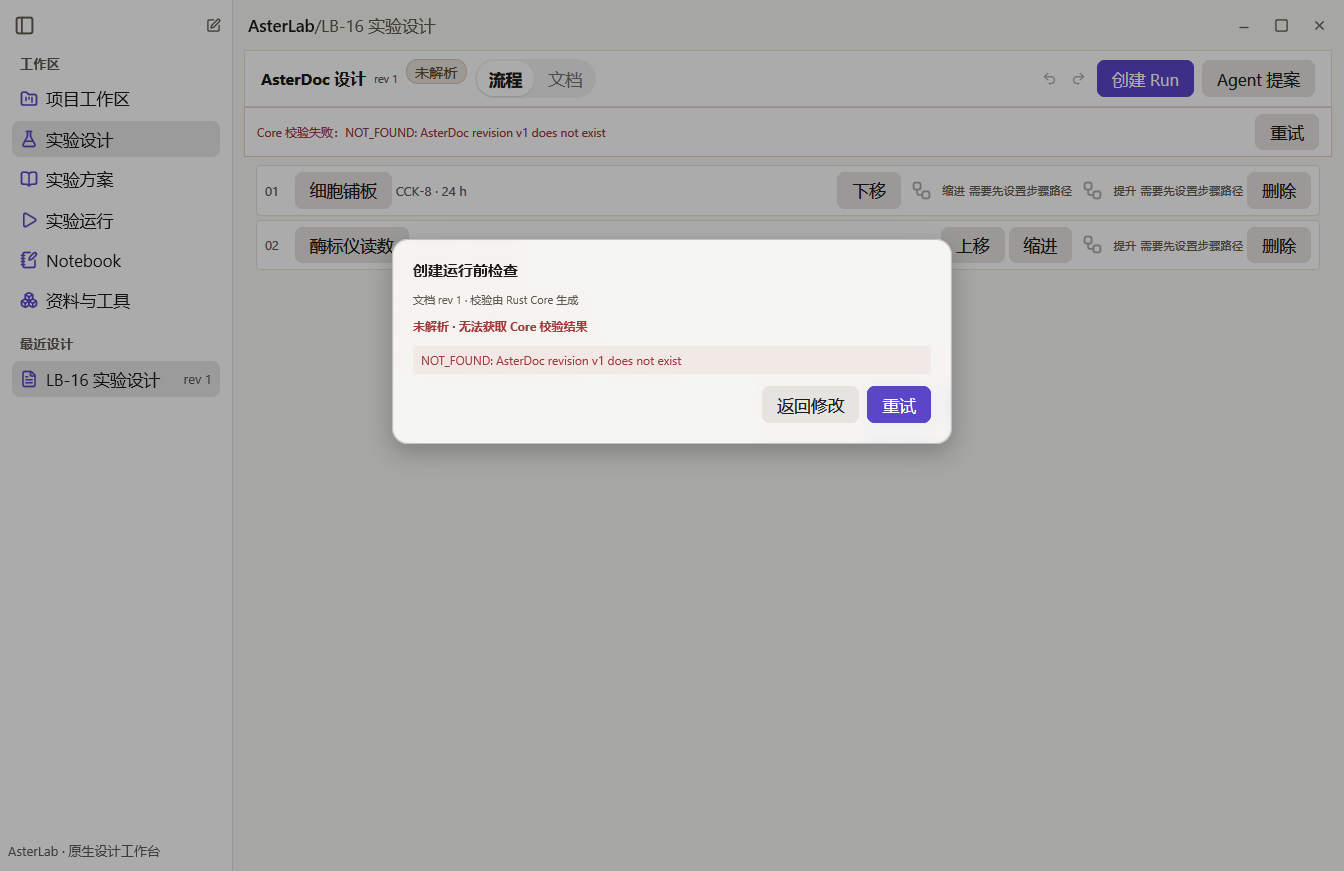 AsterLab/LB-16 实验设计
工作区
项目工作区
实验设计
实验方案
实验运行
Notebook
资料与工具
最近设计
LB-16 实验设计 rev 1
AsterLab · 原生设计工作台
AsterDoc 设计 rev 1 未解析 流程 文档 创建 Run Agent 提案
Core 校验失败：NOT_FOUND: AsterDoc revision v1 does not exist 重试
01 细胞铺板 CCK-8 · 24 h 下移 缩进 需要先设置步骤路径 提升 需要先设置步骤路径 删除
02 酶标仪读数 上移 缩进 提升 需要先设置步骤路径 删除
创建运行前检查
文档 rev 1 · 校验由 Rust Core 生成
未解析 · 无法获取 Core 校验结果
NOT_FOUND: AsterDoc revision v1 does not exist
返回修改 重试